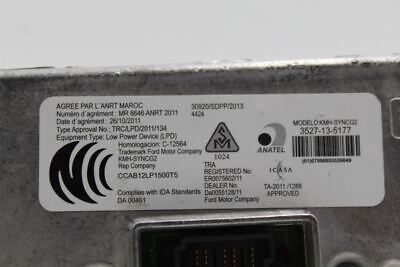 AGREE PAR L'ANRT MAROC
Numéro d'agrément : MR 6646 ANRT 2011
Date d'agrément : 26/10/2011
Type Approval No.: TRC/LPD/2011/134
Equipment Type: Low Power Device (LPD)
30920/SDPP/2013
4424
Homologation: C-12564
Trademark Ford Motor Company
KMH-SYNCG2
Rep Company
CCAB12LP1500T5
Complies with IDA Standards
DA 00451
1024
TRA
REGISTERED No:
ER0075602/11
DEALER No:
Da0055128/11
Ford Motor Company
ANATEL
MODELO:KMH-SYNCG2
3527-13-5177
ICASA
TA-2011 /1288
APPROVED